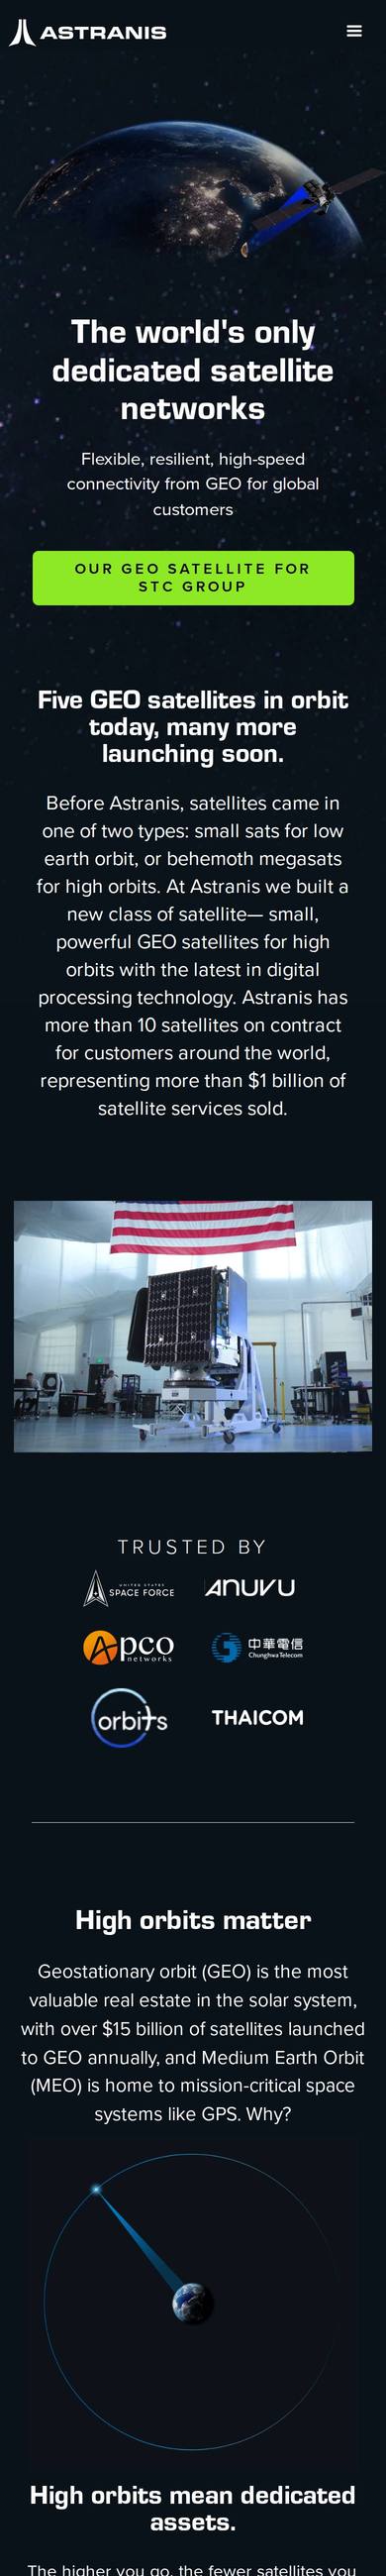 ASTRANIS
The world's only
dedicated satellite
networks
Flexible, resilient, high-speed
connectivity from GEO for global
customers
OUR GEO SATELLITE FOR
STC GROUP
Five GEO satellites in orbit
today, many more
launching soon.
Before Astranis, satellites came in
one of two types: small sats for low
earth orbit, or behemoth megasats
for high orbits. At Astranis we built a
new class of satellite— small,
powerful GEO satellites for high
orbits with the latest in digital
processing technology. Astranis has
more than 10 satellites on contract
for customers around the world,
representing more than $1 billion of
satellite services sold.
TRUSTED BY
UNITED STATES
SPACE FORCE
ANUVU
Apco
networks
中華電信
Chunghwa Telecom
orbits
THAICOM
High orbits matter
Geostationary orbit (GEO) is the most
valuable real estate in the solar system,
with over $15 billion of satellites launched
to GEO annually, and Medium Earth Orbit
(MEO) is home to mission-critical space
systems like GPS. Why?
High orbits mean dedicated
assets.
The higher you go, the fewer satellites you